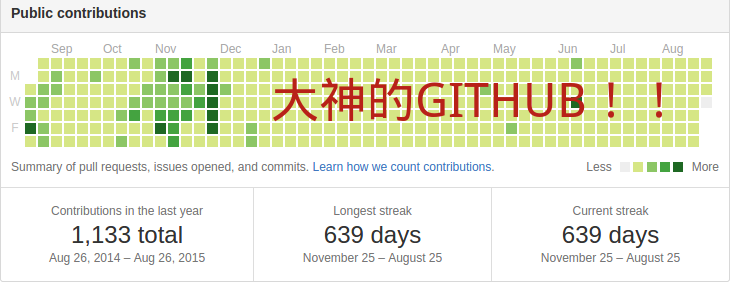 Public contributions
Sep Oct Nov Dec Jan Feb Mar Apr May Jun Jul Aug
M
W
F
大神的GITHUB！！
Summary of pull requests, issues opened, and commits. Learn how we count contributions.
Less More
Contributions in the last year
1,133 total
Aug 26, 2014 – Aug 26, 2015
Longest streak
639 days
November 25 – August 25
Current streak
639 days
November 25 – August 25